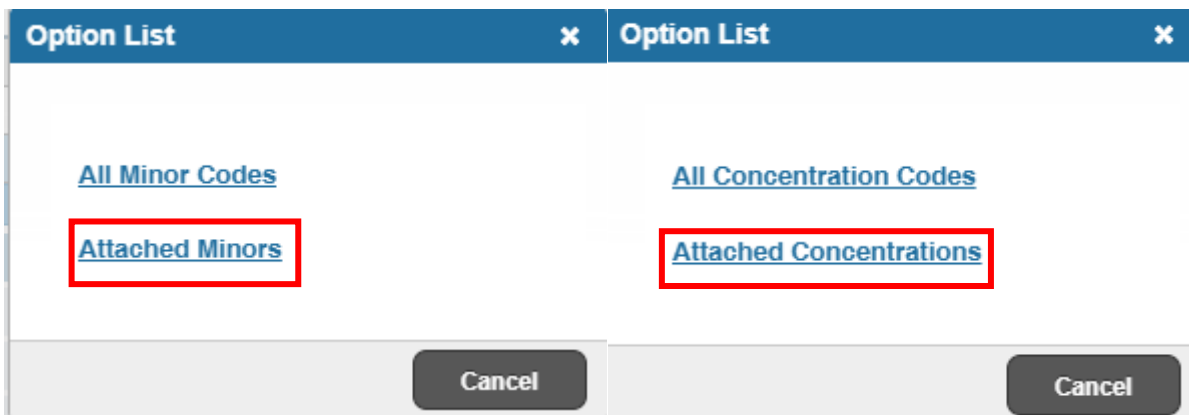 Option List ×
All Minor Codes
Attached Minors
Cancel
Option List ×
All Concentration Codes
Attached Concentrations
Cancel